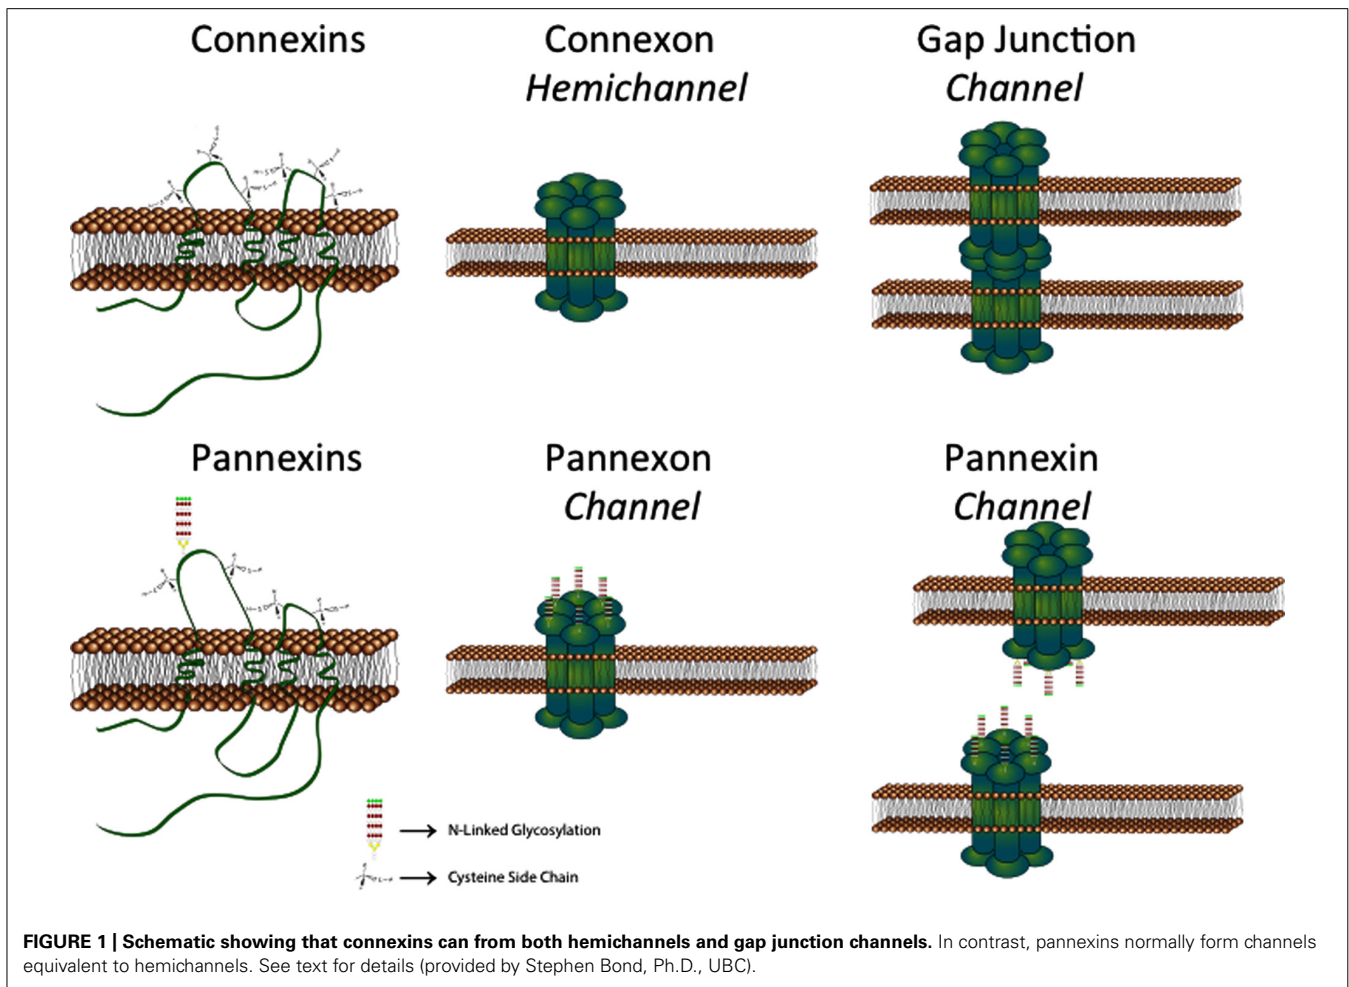 Connexins
Connexon
Hemichannel
Gap Junction
Channel
Pannexins
Pannexon
Channel
Pannexin
Channel
N-Linked Glycosylation
Cysteine Side Chain
FIGURE 1 | Schematic showing that connexins can from both hemichannels and gap junction channels. In contrast, pannexins normally form channels
equivalent to hemichannels. See text for details (provided by Stephen Bond, Ph.D., UBC).